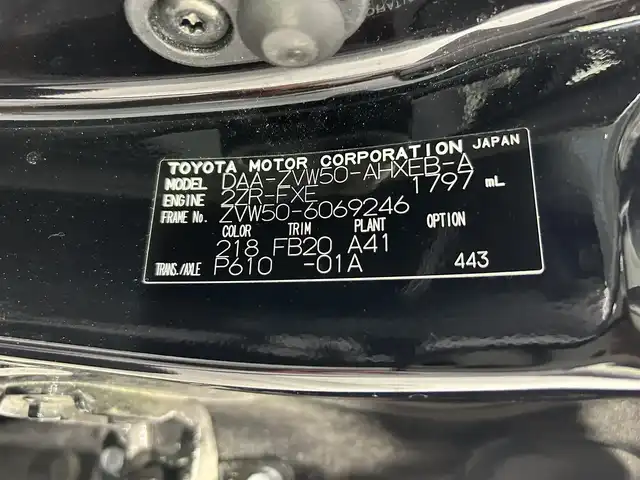 TOYOTA MOTOR CORPORATION JAPAN
MODEL DAA-ZVW50-AHXEB-A
ENGINE 2ZR-FXE 1797 mL
FRAME No. ZVW50-6069246
COLOR TRIM PLANT OPTION
218 FB20 A41
TRANS./AXLE P610 -01A 443